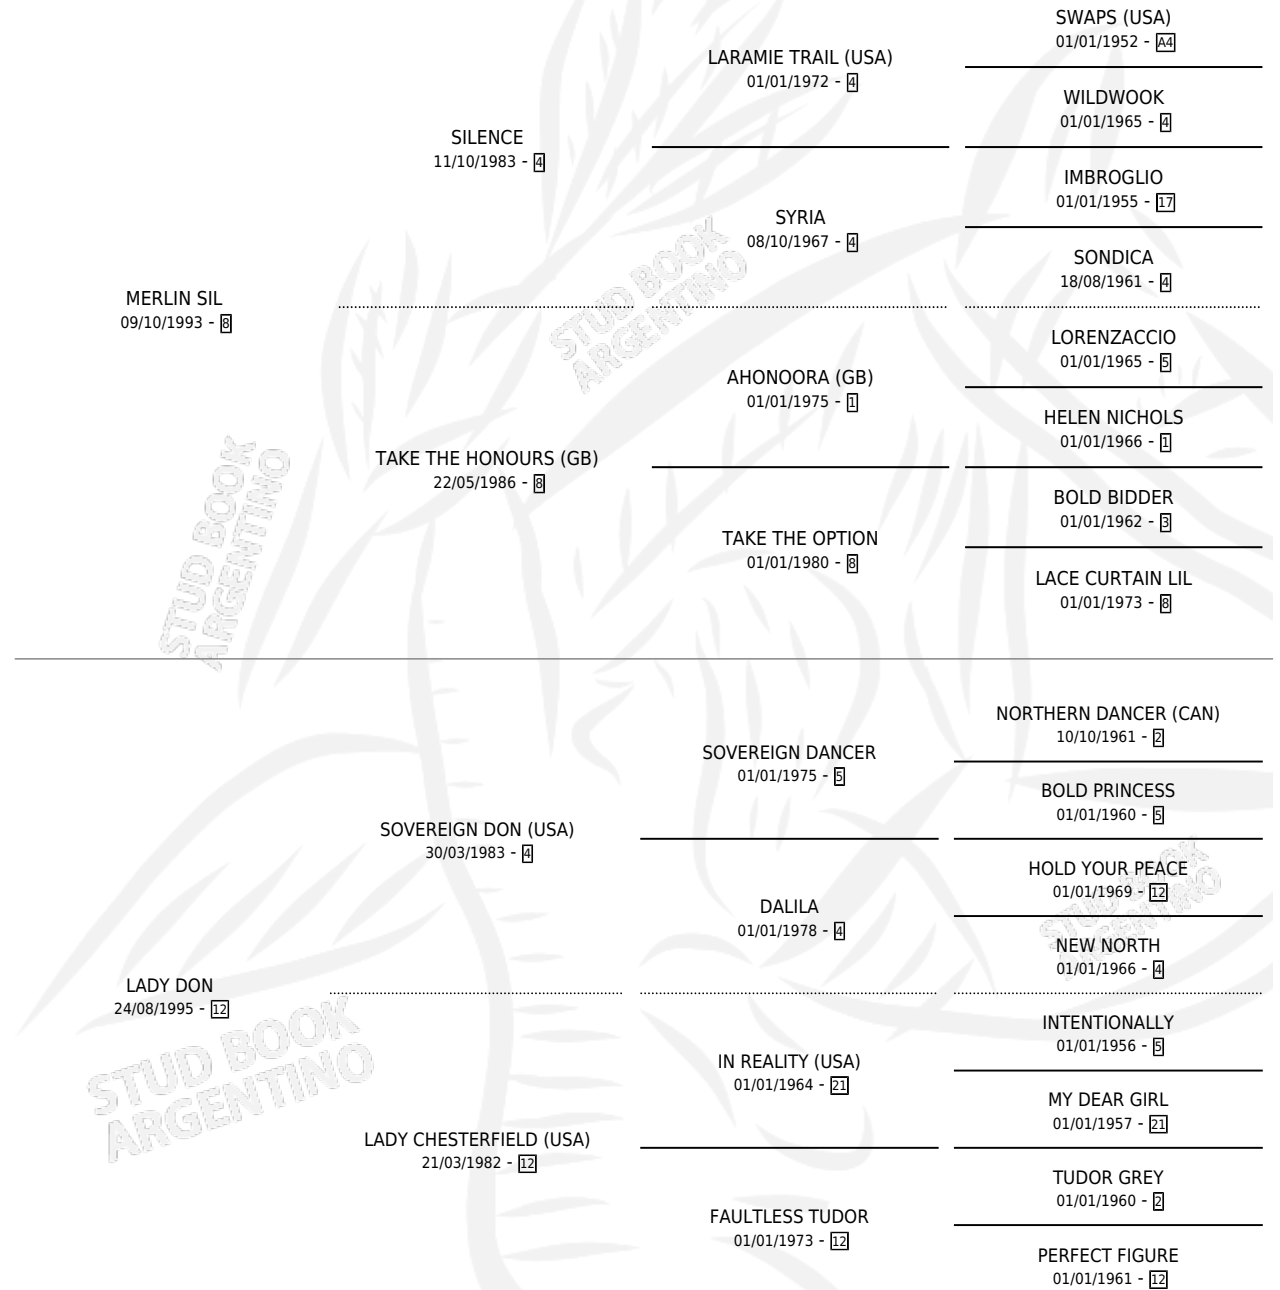 SWAPS (USA)
01/01/1952 - A4
LARAMIE TRAIL (USA)
01/01/1972 - 4
WILDWOOK
01/01/1965 - 4
SILENCE
11/10/1983 - 4
IMBROGLIO
01/01/1955 - 17
SYRIA
08/10/1967 - 4
SONDICA
18/08/1961 - 4
MERLIN SIL
09/10/1993 - 8
LORENZACCIO
01/01/1965 - 5
AHONOORA (GB)
01/01/1975 - 1
HELEN NICHOLS
01/01/1966 - 1
TAKE THE HONOURS (GB)
22/05/1986 - 8
BOLD BIDDER
01/01/1962 - 3
TAKE THE OPTION
01/01/1980 - 8
LACE CURTAIN LIL
01/01/1973 - 8
NORTHERN DANCER (CAN)
10/10/1961 - 2
SOVEREIGN DANCER
01/01/1975 - 5
BOLD PRINCESS
01/01/1960 - 5
SOVEREIGN DON (USA)
30/03/1983 - 4
HOLD YOUR PEACE
01/01/1969 - 12
DALILA
01/01/1978 - 4
NEW NORTH
01/01/1966 - 4
LADY DON
24/08/1995 - 12
INTENTIONALLY
01/01/1956 - 5
IN REALITY (USA)
01/01/1964 - 21
MY DEAR GIRL
01/01/1957 - 21
LADY CHESTERFIELD (USA)
21/03/1982 - 12
TUDOR GREY
01/01/1960 - 2
FAULTLESS TUDOR
01/01/1973 - 12
PERFECT FIGURE
01/01/1961 - 12
STUD BOOK
ARGENTINO
STUD BOOK
ARGENTINO
STUD BOOK
ARGENTINO
STUD BOOK
ARGENTINO